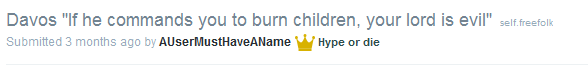 Davos "If he commands you to burn children, your lord is evil" self.freefolk
Submitted 3 months ago by AUserMustHaveAName Hype or die